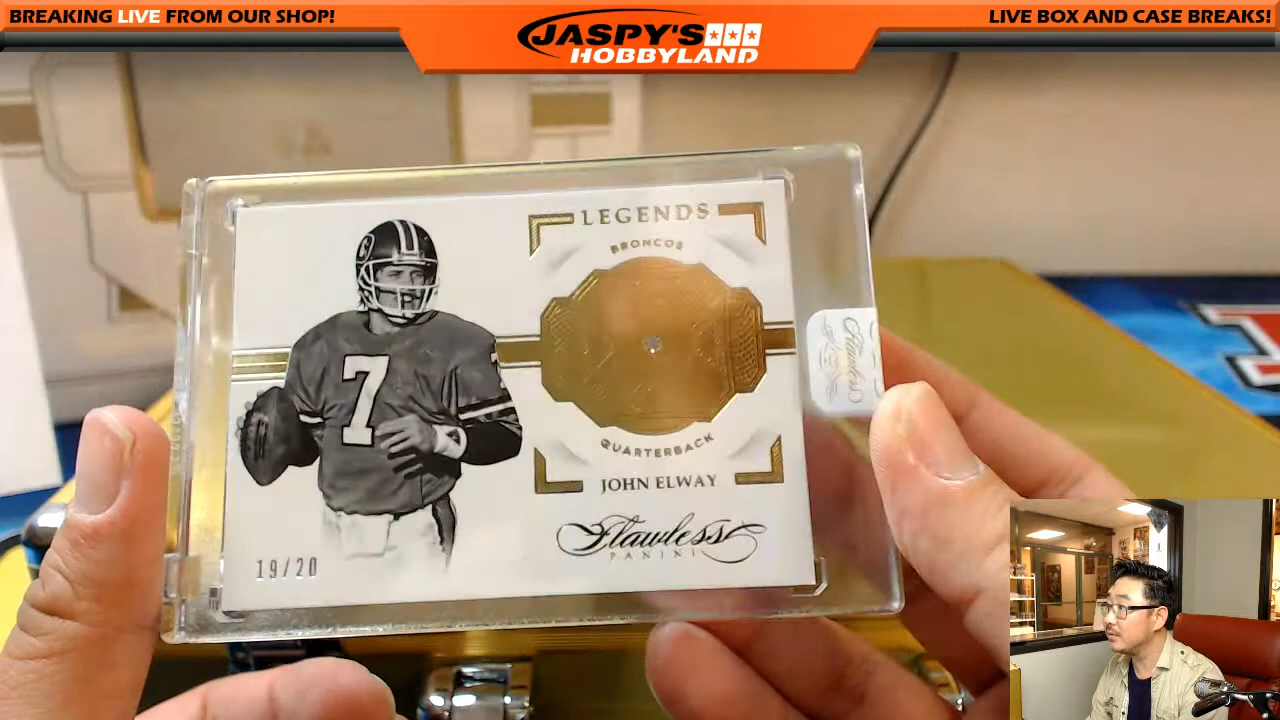 BREAKING LIVE FROM OUR SHOP!
JASPY'S
HOBBYLAND
LIVE BOX AND CASE BREAKS!
LEGENDS
BRONCOS
7
QUARTERBACK
JOHN ELWAY
Flawless
PANINI
19/20
Flawless